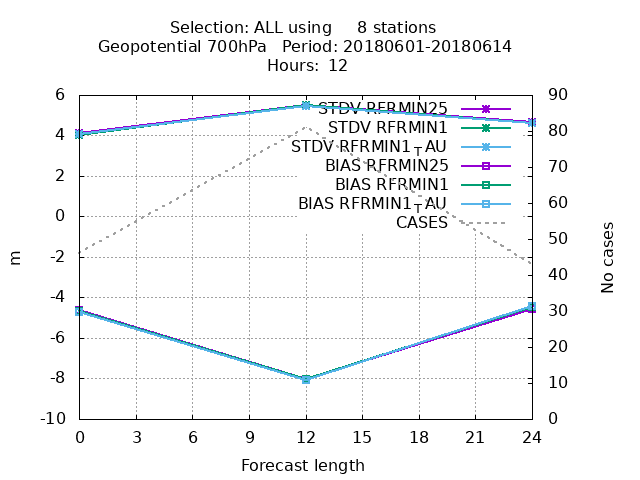 Selection: ALL using     8 stations
Geopotential 700hPa   Period: 20180601-20180614
Hours:  12
6
4
2
0
-2
-4
-6
-8
-10
m
90
80
70
60
50
40
30
20
10
0
No cases
STDV RFRMIN25
STDV RFRMIN1
STDV RFRMIN1_TAU
BIAS RFRMIN25
BIAS RFRMIN1
BIAS RFRMIN1_TAU
CASES
0 3 6 9 12 15 18 21 24
Forecast length